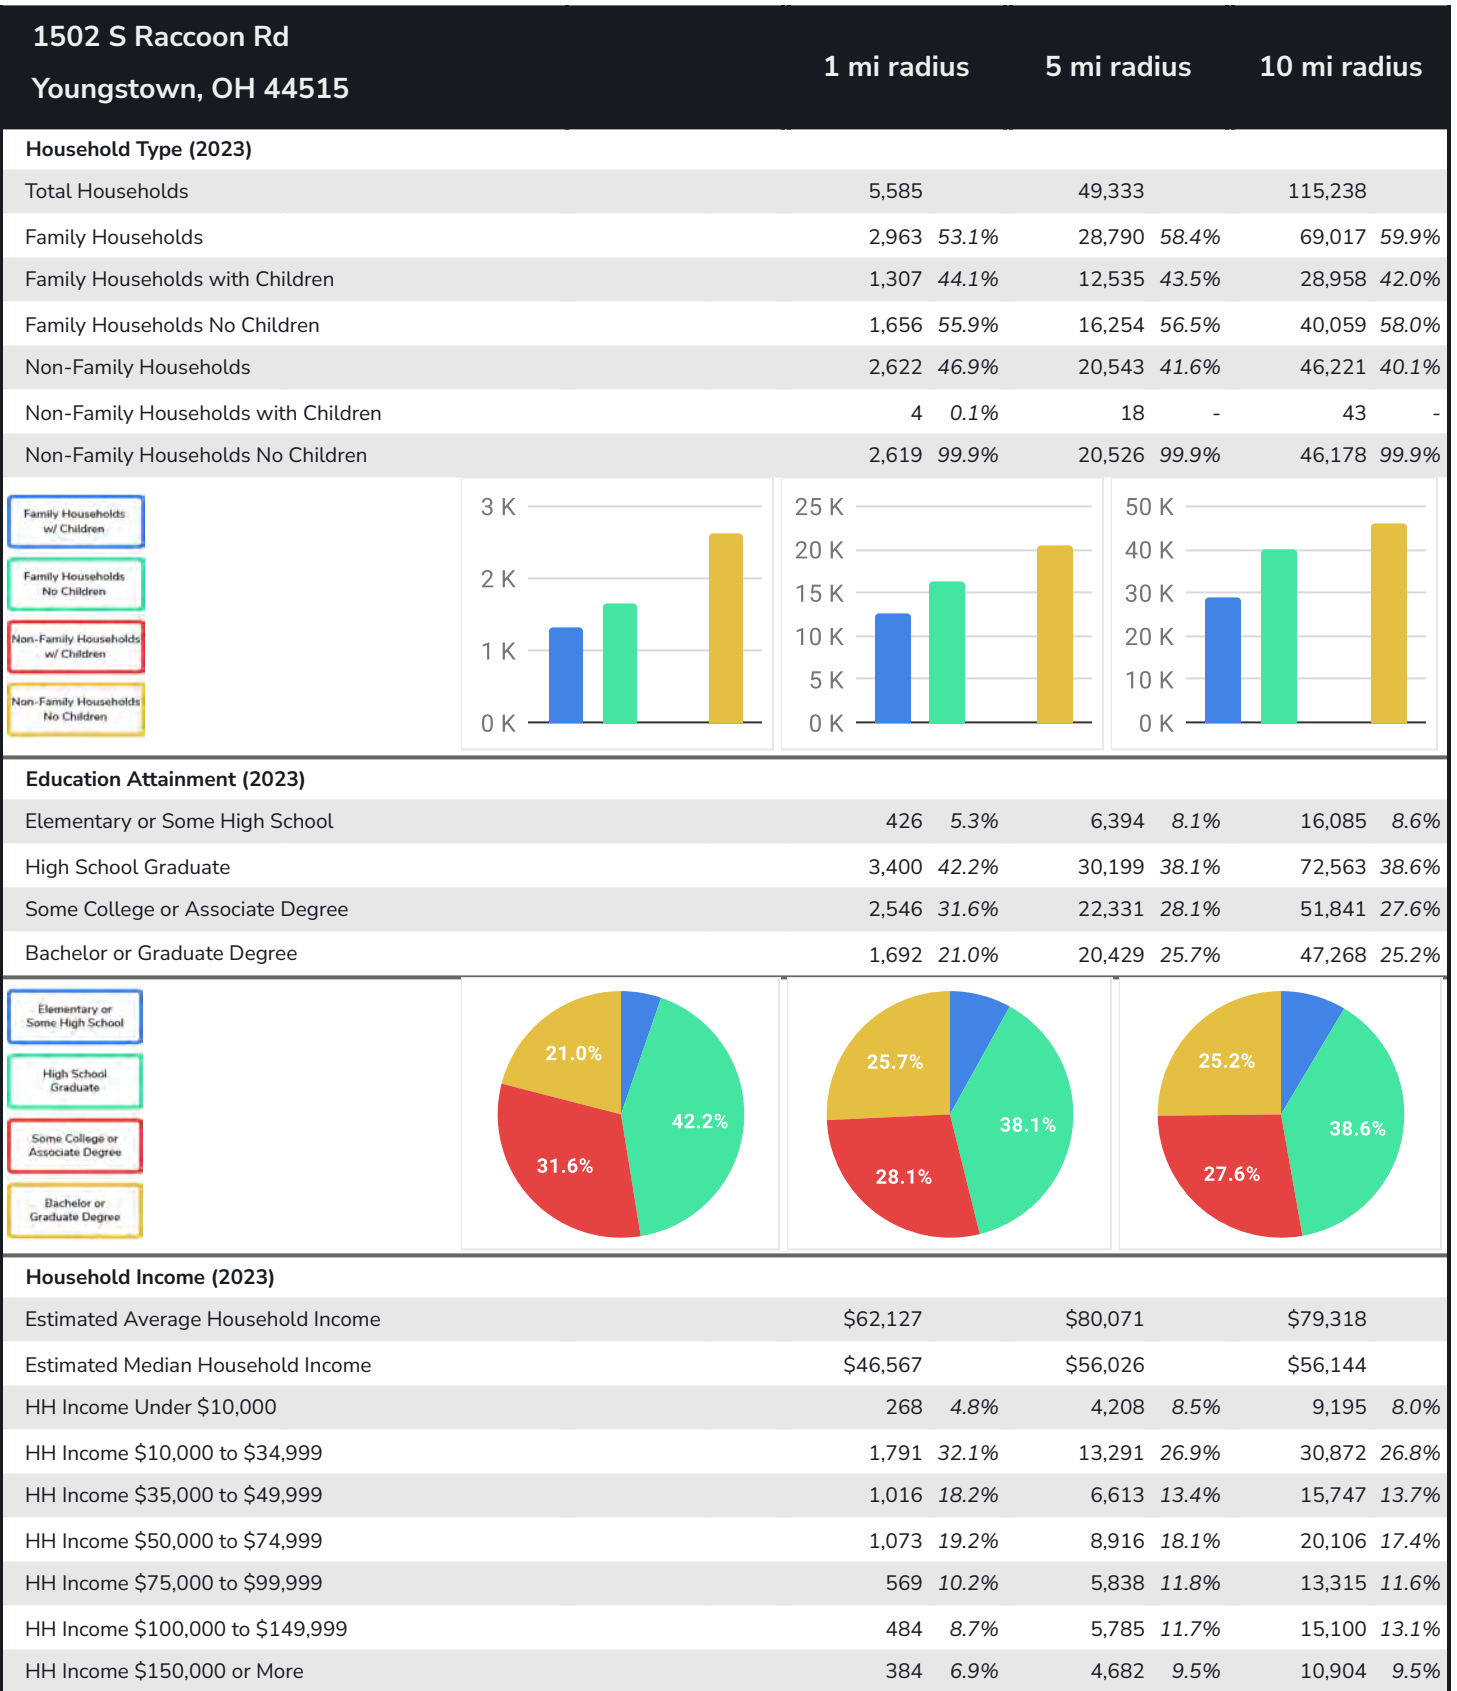 1502 S Raccoon Rd
Youngstown, OH 44515
1 mi radius 5 mi radius 10 mi radius
Household Type (2023)
Total Households 5,585 49,333 115,238
Family Households 2,963 53.1% 28,790 58.4% 69,017 59.9%
Family Households with Children 1,307 44.1% 12,535 43.5% 28,958 42.0%
Family Households No Children 1,656 55.9% 16,254 56.5% 40,059 58.0%
Non-Family Households 2,622 46.9% 20,543 41.6% 46,221 40.1%
Non-Family Households with Children 4 0.1% 18 - 43 -
Non-Family Households No Children 2,619 99.9% 20,526 99.9% 46,178 99.9%
Family Households
w/ Children
Family Households
No Children
Non-Family Households
w/ Children
Non-Family Households
No Children
3 K
2 K
1 K
0 K
25 K
20 K
15 K
10 K
5 K
0 K
50 K
40 K
30 K
20 K
10 K
0 K
Education Attainment (2023)
Elementary or Some High School 426 5.3% 6,394 8.1% 16,085 8.6%
High School Graduate 3,400 42.2% 30,199 38.1% 72,563 38.6%
Some College or Associate Degree 2,546 31.6% 22,331 28.1% 51,841 27.6%
Bachelor or Graduate Degree 1,692 21.0% 20,429 25.7% 47,268 25.2%
Elementary or
Some High School
High School
Graduate
Some College or
Associate Degree
Bachelor or
Graduate Degree
21.0%
42.2%
31.6%
25.7%
38.1%
28.1%
25.2%
38.6%
27.6%
Household Income (2023)
Estimated Average Household Income $62,127 $80,071 $79,318
Estimated Median Household Income $46,567 $56,026 $56,144
HH Income Under $10,000 268 4.8% 4,208 8.5% 9,195 8.0%
HH Income $10,000 to $34,999 1,791 32.1% 13,291 26.9% 30,872 26.8%
HH Income $35,000 to $49,999 1,016 18.2% 6,613 13.4% 15,747 13.7%
HH Income $50,000 to $74,999 1,073 19.2% 8,916 18.1% 20,106 17.4%
HH Income $75,000 to $99,999 569 10.2% 5,838 11.8% 13,315 11.6%
HH Income $100,000 to $149,999 484 8.7% 5,785 11.7% 15,100 13.1%
HH Income $150,000 or More 384 6.9% 4,682 9.5% 10,904 9.5%